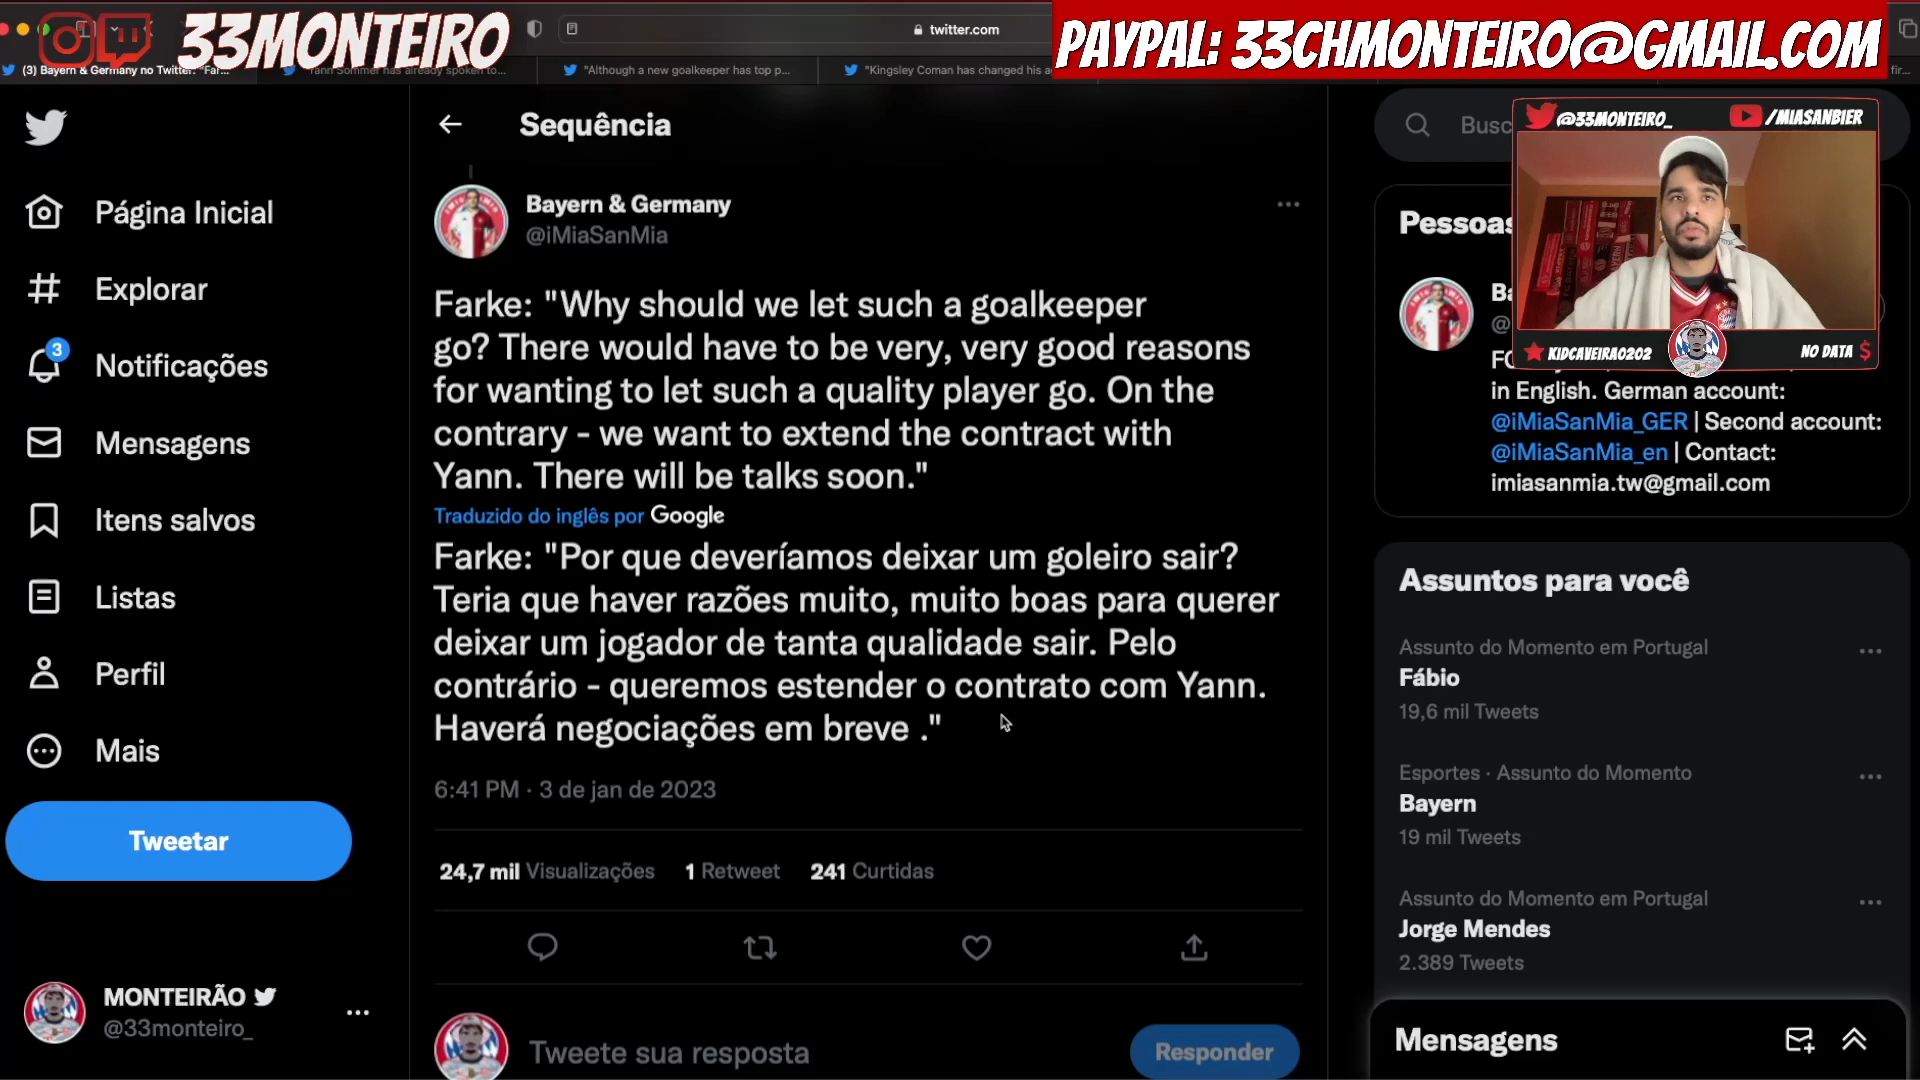 33MONTEIRO
twitter.com
PAYPAL: 33CHMONTEIRO@GMAIL.COM
(3) Bayern & Germany no Twitter: "Far...
Yann Sommer has already spoken to...
"Although a new goalkeeper has top p...
"Kingsley Coman has changed his a
fir...
Sequência
Busc
@33MONTEIRO_
/MIASANBIER
KIDCAVEIRAO202
NO DATA $
Página Inicial
Explorar
3
Notificações
Mensagens
Itens salvos
Listas
Perfil
Mais
Tweetar
MONTEIRÃO
@33monteiro_
Bayern & Germany
@iMiaSanMia
Farke: "Why should we let such a goalkeeper
go? There would have to be very, very good reasons
for wanting to let such a quality player go. On the
contrary - we want to extend the contract with
Yann. There will be talks soon."
Traduzido do inglês por Google
Farke: "Por que deveríamos deixar um goleiro sair?
Teria que haver razões muito, muito boas para querer
deixar um jogador de tanta qualidade sair. Pelo
contrário - queremos estender o contrato com Yann.
Haverá negociações em breve ."
6:41 PM · 3 de jan de 2023
24,7 mil Visualizações 1 Retweet 241 Curtidas
Tweete sua resposta
Responder
Pessoas
Ba
@
FC
in English. German account:
@iMiaSanMia_GER | Second account:
@iMiaSanMia_en | Contact:
imiasanmia.tw@gmail.com
Assuntos para você
Assunto do Momento em Portugal
Fábio
19,6 mil Tweets
Esportes · Assunto do Momento
Bayern
19 mil Tweets
Assunto do Momento em Portugal
Jorge Mendes
2.389 Tweets
Mensagens